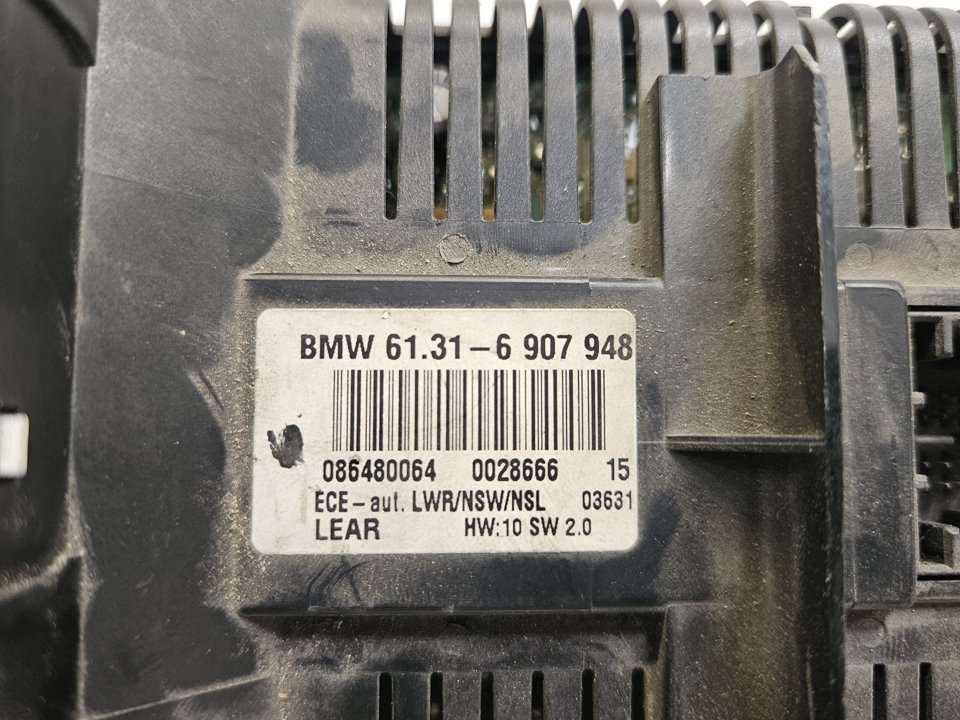 BMW 61.31-6 907 948
086480064 0028666 15
ECE-aut. LWR/NSW/NSL 03631
LEAR HW:10 SW 2.0